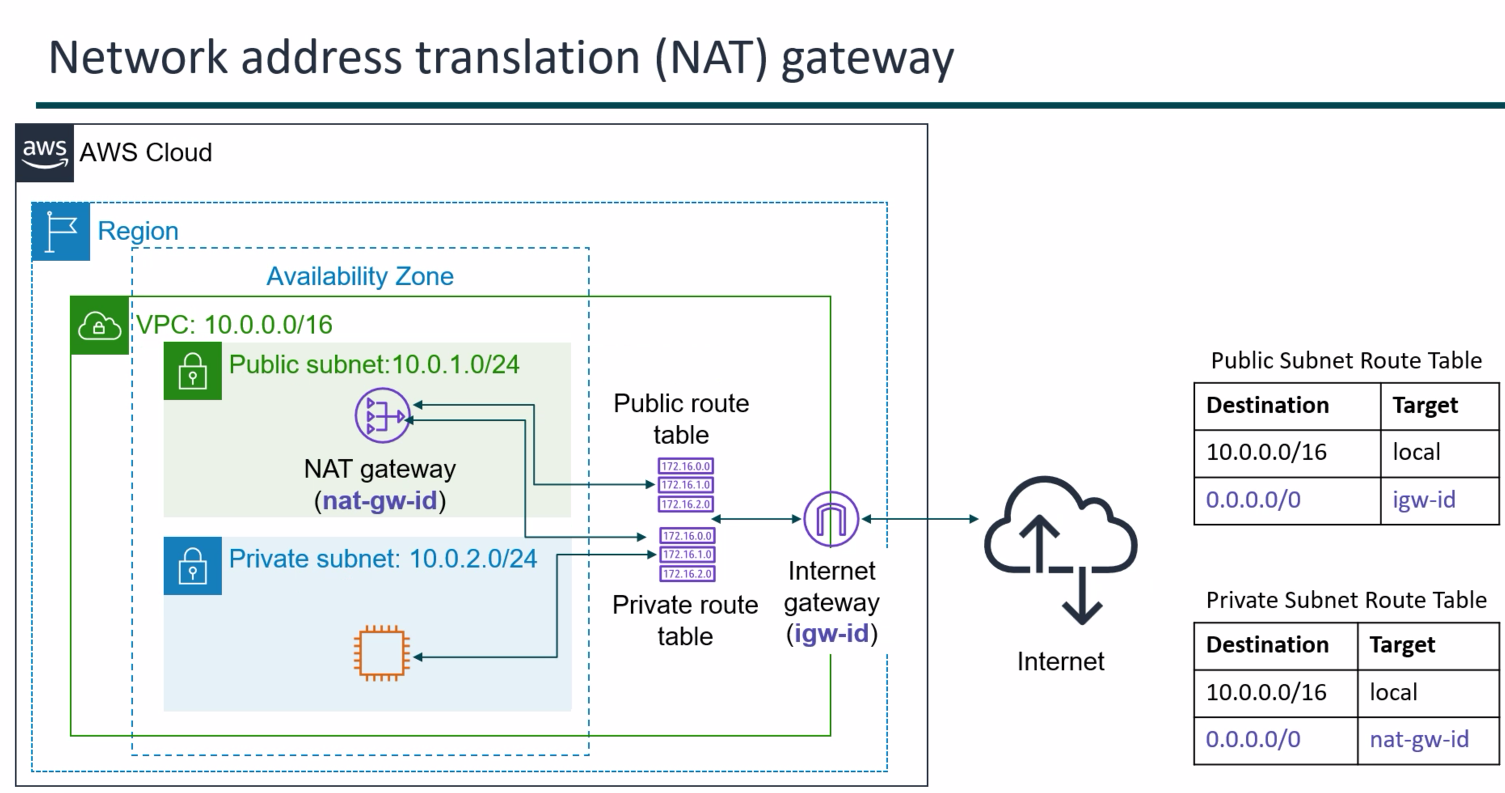 Network address translation (NAT) gateway
aws
AWS Cloud
Region
Availability Zone
VPC: 10.0.0.0/16
Public subnet:10.0.1.0/24
NAT gateway
(nat-gw-id)
Private subnet: 10.0.2.0/24
Public route
table
172.16.0.0
172.16.1.0
172.16.2.0
172.16.0.0
172.16.1.0
172.16.2.0
Private route
table
Internet
gateway
(igw-id)
Internet
Public Subnet Route Table
Destination Target
10.0.0.0/16 local
0.0.0.0/0 igw-id
Private Subnet Route Table
Destination Target
10.0.0.0/16 local
0.0.0.0/0 nat-gw-id